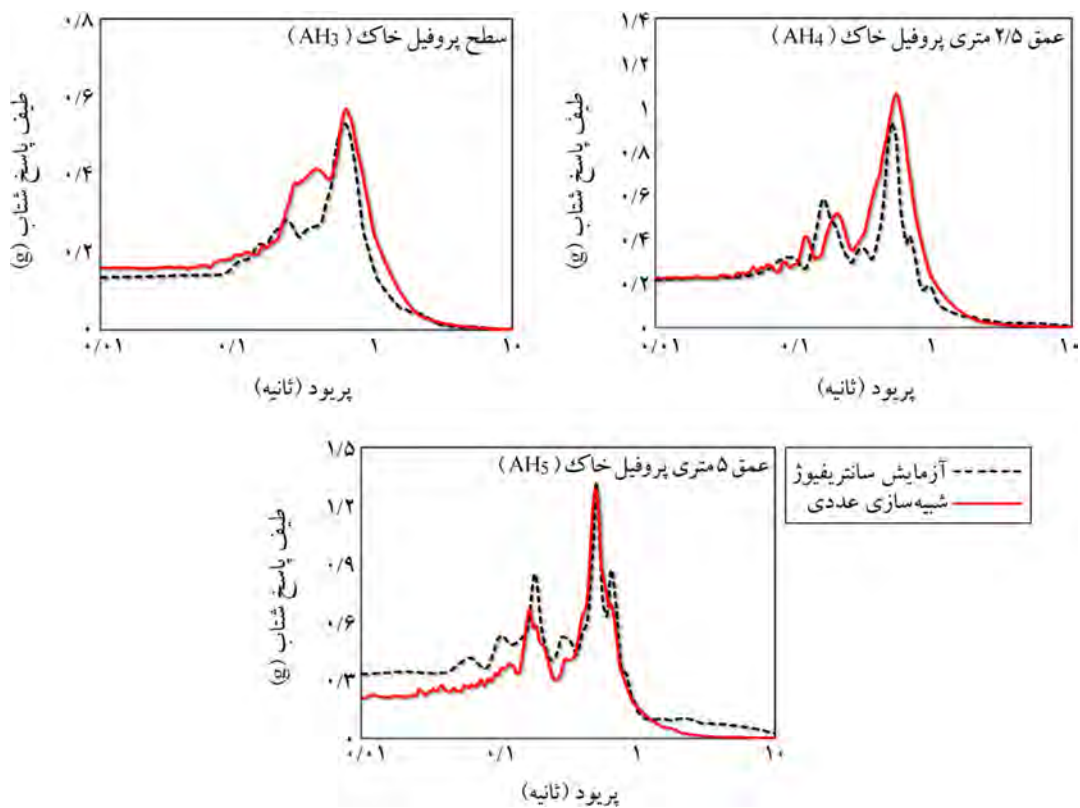 سطح پروفیل خاک (AH3)
طیف پاسخ شتاب (g)
۰/۸
۰/۶
۰/۴
۰/۲
۰
۰/۰۱
۰/۱
۱
۱۰
پریود (ثانیه)
عمق ۲/۵ متری پروفیل خاک (AH4)
طیف پاسخ شتاب (g)
۱/۴
۱/۲
۱
۰/۸
۰/۶
۰/۴
۰/۲
۰
۰/۰۱
۰/۱
۱
۱۰
پریود (ثانیه)
عمق ۵ متری پروفیل خاک (AH5)
طیف پاسخ شتاب (g)
۱/۵
۱/۲
۰/۹
۰/۶
۰/۳
۰
۰/۰۱
۰/۱
۱
۱۰
پریود (ثانیه)
آزمایش سانتریفیوژ
شبیه‌سازی عددی